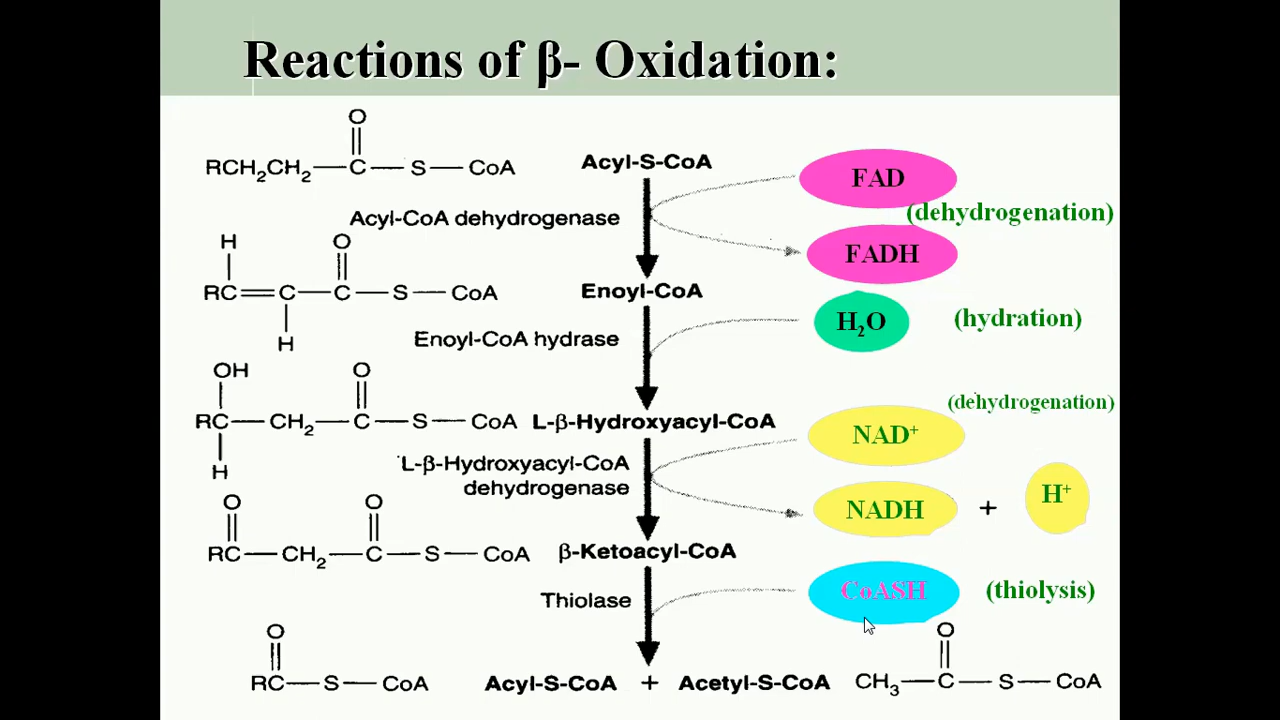 Reactions of β- Oxidation:
O
RCH₂CH₂—C—S—CoA
Acyl-S-CoA
FAD
(dehydrogenation)
Acyl-CoA dehydrogenase
FADH
H O
RC=C—C—S—CoA
H
Enoyl-CoA
H₂O
(hydration)
Enoyl-CoA hydrase
OH O
RC—CH₂—C—S—CoA
H
L-β-Hydroxyacyl-CoA
(dehydrogenation)
NAD⁺
L-β-Hydroxyacyl-CoA
dehydrogenase
NADH + H⁺
O O
RC—CH₂—C—S—CoA
β-Ketoacyl-CoA
CoASH
(thiolysis)
Thiolase
O
RC—S—CoA
Acyl-S-CoA + Acetyl-S-CoA
O
CH₃—C—S—CoA